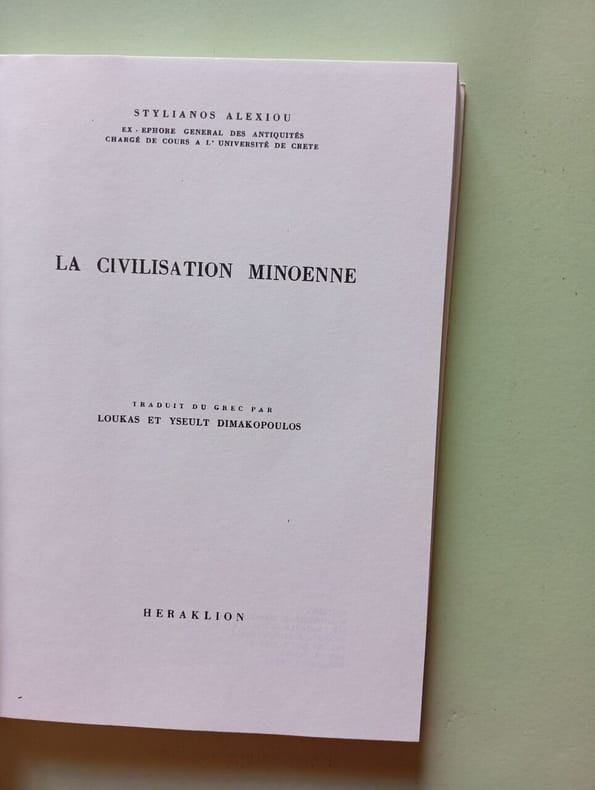 STYLIANOS ALEXIOU
EX - EPHORE GENERAL DES ANTIQUITÉS
CHARGÉ DE COURS A L' UNIVERSITÉ DE CRETE
LA CIVILISATION MINOENNE
TRADUIT DU GREC PAR
LOUKAS ET YSEULT DIMAKOPOULOS
HERAKLION